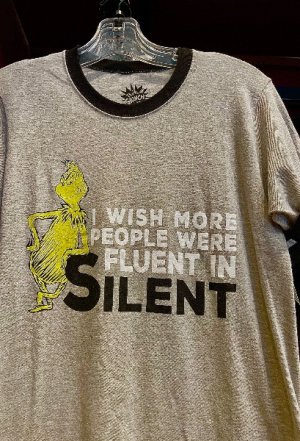 I WISH MORE
PEOPLE WERE
FLUENT IN
SILENT